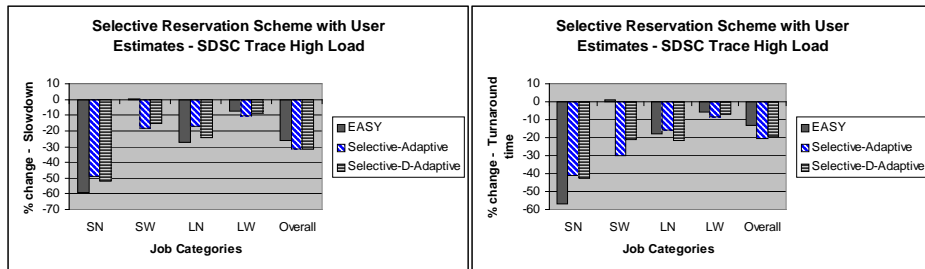 Selective Reservation Scheme with User
Estimates - SDSC Trace High Load
% change - Slowdown
10
0
-10
-20
-30
-40
-50
-60
-70
SN
SW
LN
LW
Overall
Job Categories
EASY
Selective-Adaptive
Selective-D-Adaptive
Selective Reservation Scheme with User
Estimates - SDSC Trace High Load
% change - Turnaround
time
10
0
-10
-20
-30
-40
-50
-60
SN
SW
LN
LW
Overall
Job Categories
EASY
Selective-Adaptive
Selective-D-Adaptive